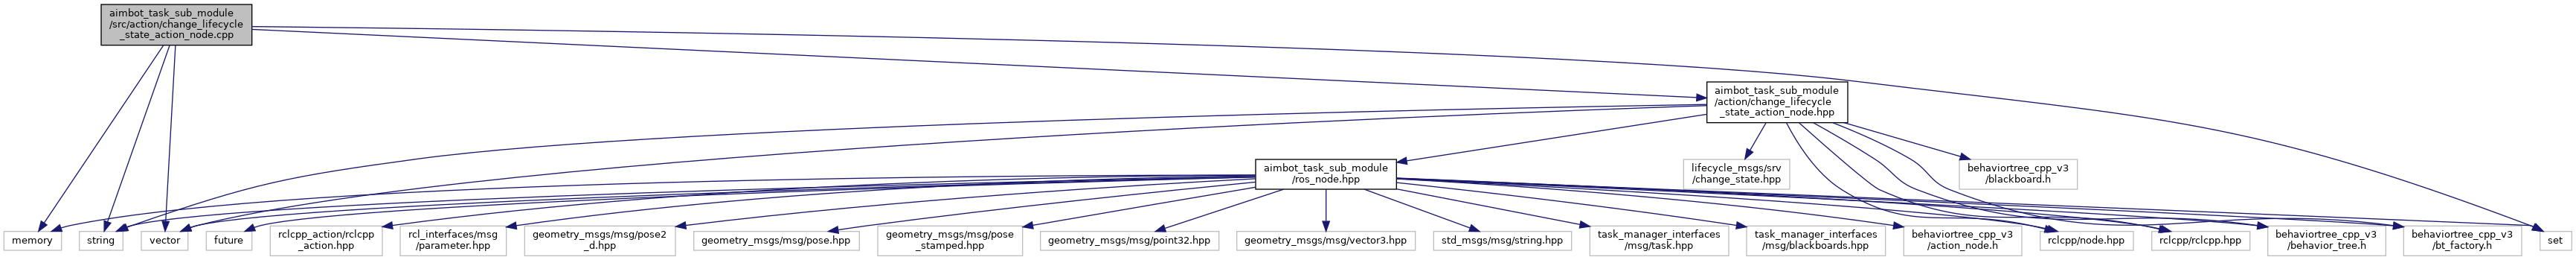 aimbot_task_sub_module
/src/action/change_lifecycle
_state_action_node.cpp
aimbot_task_sub_module
/action/change_lifecycle
_state_action_node.hpp
aimbot_task_sub_module
/ros_node.hpp
lifecycle_msgs/srv
/change_state.hpp
behaviortree_cpp_v3
/blackboard.h
memory
string
vector
future
rclcpp_action/rclcpp
_action.hpp
rcl_interfaces/msg
/parameter.hpp
geometry_msgs/msg/pose2
_d.hpp
geometry_msgs/msg/pose.hpp
geometry_msgs/msg/pose
_stamped.hpp
geometry_msgs/msg/point32.hpp
geometry_msgs/msg/vector3.hpp
std_msgs/msg/string.hpp
task_manager_interfaces
/msg/task.hpp
task_manager_interfaces
/msg/blackboards.hpp
behaviortree_cpp_v3
/action_node.h
rclcpp/node.hpp
rclcpp/rclcpp.hpp
behaviortree_cpp_v3
/behavior_tree.h
behaviortree_cpp_v3
/bt_factory.h
set